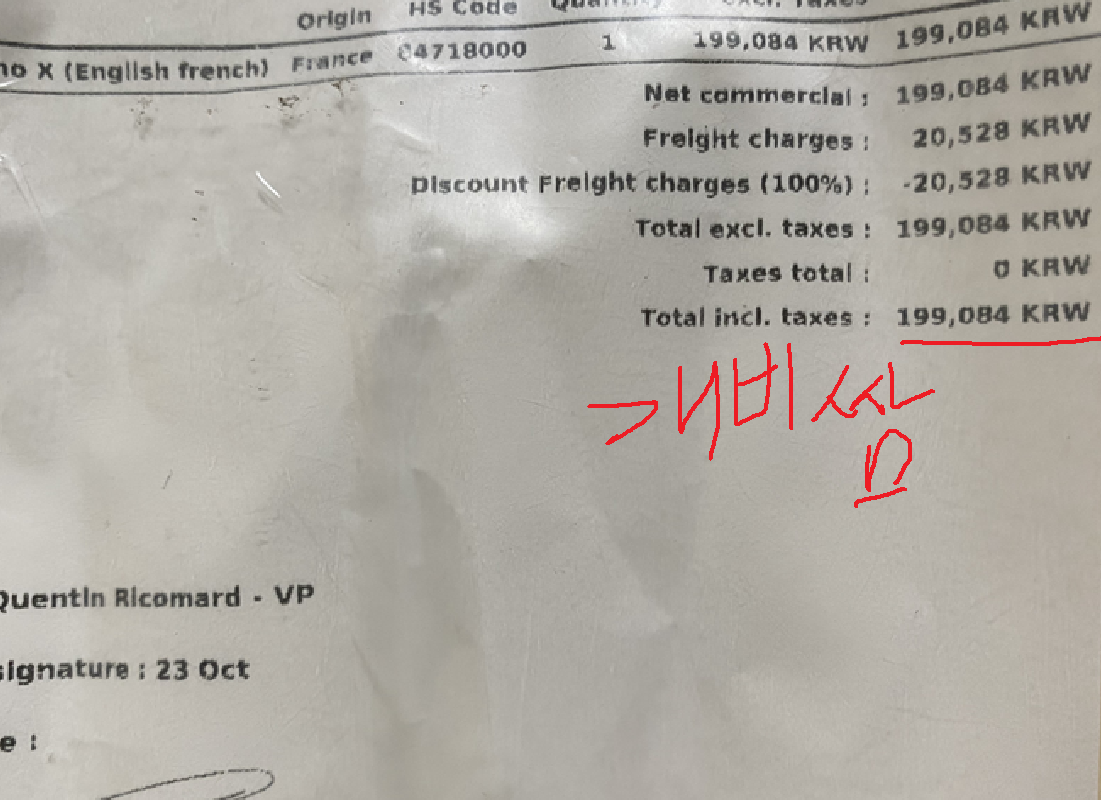 Origin HS Code
no X (English french) France 84718000 1 199,084 KRW 199,084 KRW
Net commercial : 199,084 KRW
Freight charges : 20,528 KRW
Discount Freight charges (100%) : -20,528 KRW
Total excl. taxes : 199,084 KRW
Taxes total : 0 KRW
Total incl. taxes : 199,084 KRW
개비쌈
Quentin Ricomard - VP
signature : 23 Oct
e :